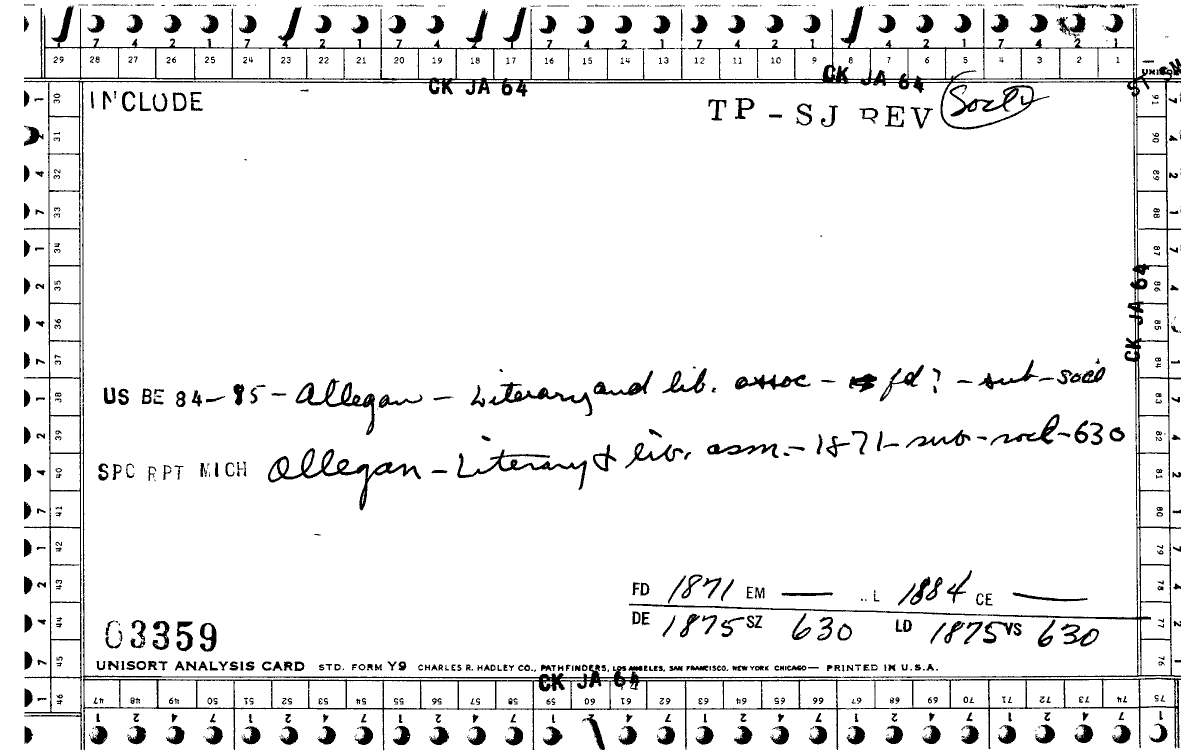 7 4 2 1 7 4 2 1 7 4 2 1 7 4 2 1 7 4 2 1 7 4 2 1 7 4 2 1
29 28 27 26 25 24 23 22 21 20 19 18 17 16 15 14 13 12 11 10 9 8 7 6 5 4 3 2 1
CK JA 64 CK JA 64
INCLUDE TP - SJ REV
US BE 84-85 - Allegan - Literary and lib. assoc - fd? - sub - socl
SPC RPT MICH Allegan - Literary & lib. assn. - 1871 - sub - socl - 630
CK JA 64
FD 1871 EM — L 1884 CE —
DE 1875 SZ 630 LD 1875 VS 630
03359
UNISORT ANALYSIS CARD STD. FORM Y9 CHARLES R. HADLEY CO., PATHFINDERS, LOS ANGELES, SAN FRANCISCO, NEW YORK CHICAGO — PRINTED IN U.S.A.
CK JA 64
30 31 32 33 34 35 36 37 38 39 40 41 42 43 44 45 46
91 90 89 88 87 86 85 84 83 82 81 80 79 78 77 76 75
47 48 49 50 51 52 53 54 55 56 57 58 59 60 61 62 63 64 65 66 67 68 69 70 71 72 73 74